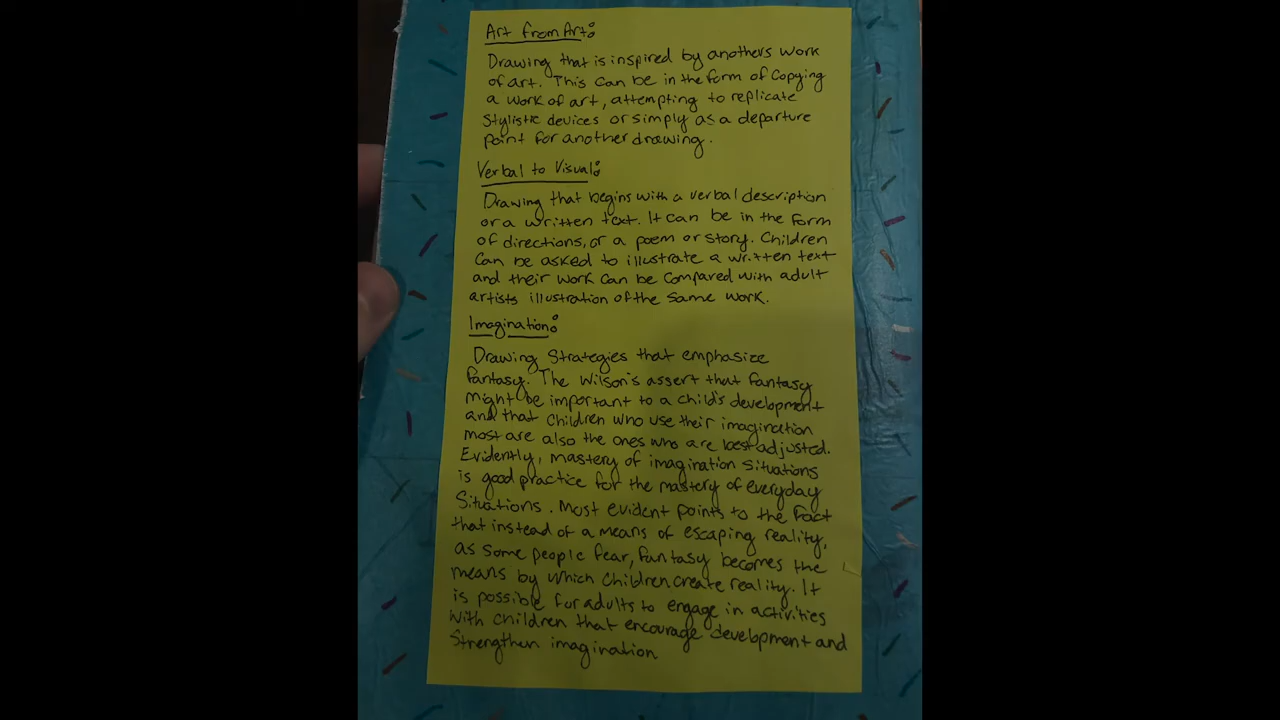 Art from Art:
Drawing that is inspired by anothers work
of art. This can be in the form of copying
a work of art, attempting to replicate
stylistic devices or simply as a departure
point for another drawing.
Verbal to Visual:
Drawing that begins with a verbal description
or a written text. It can be in the form
of directions, or a poem or story. Children
can be asked to illustrate a written text
and their work can be compared with adult
artists illustration of the same work.
Imagination:
Drawing strategies that emphasize
fantasy. The Wilson's assert that fantasy
might be important to a child's development
and that children who use their imagination
most are also the ones who are best adjusted.
Evidently, mastery of imagination situations
is good practice for the mastery of everyday
situations. Most evident points to the fact
that instead of a means of escaping reality,
as some people fear, fantasy becomes the
means by which children create reality. It
is possible for adults to engage in activities
with children that encourage development and
strengthen imagination